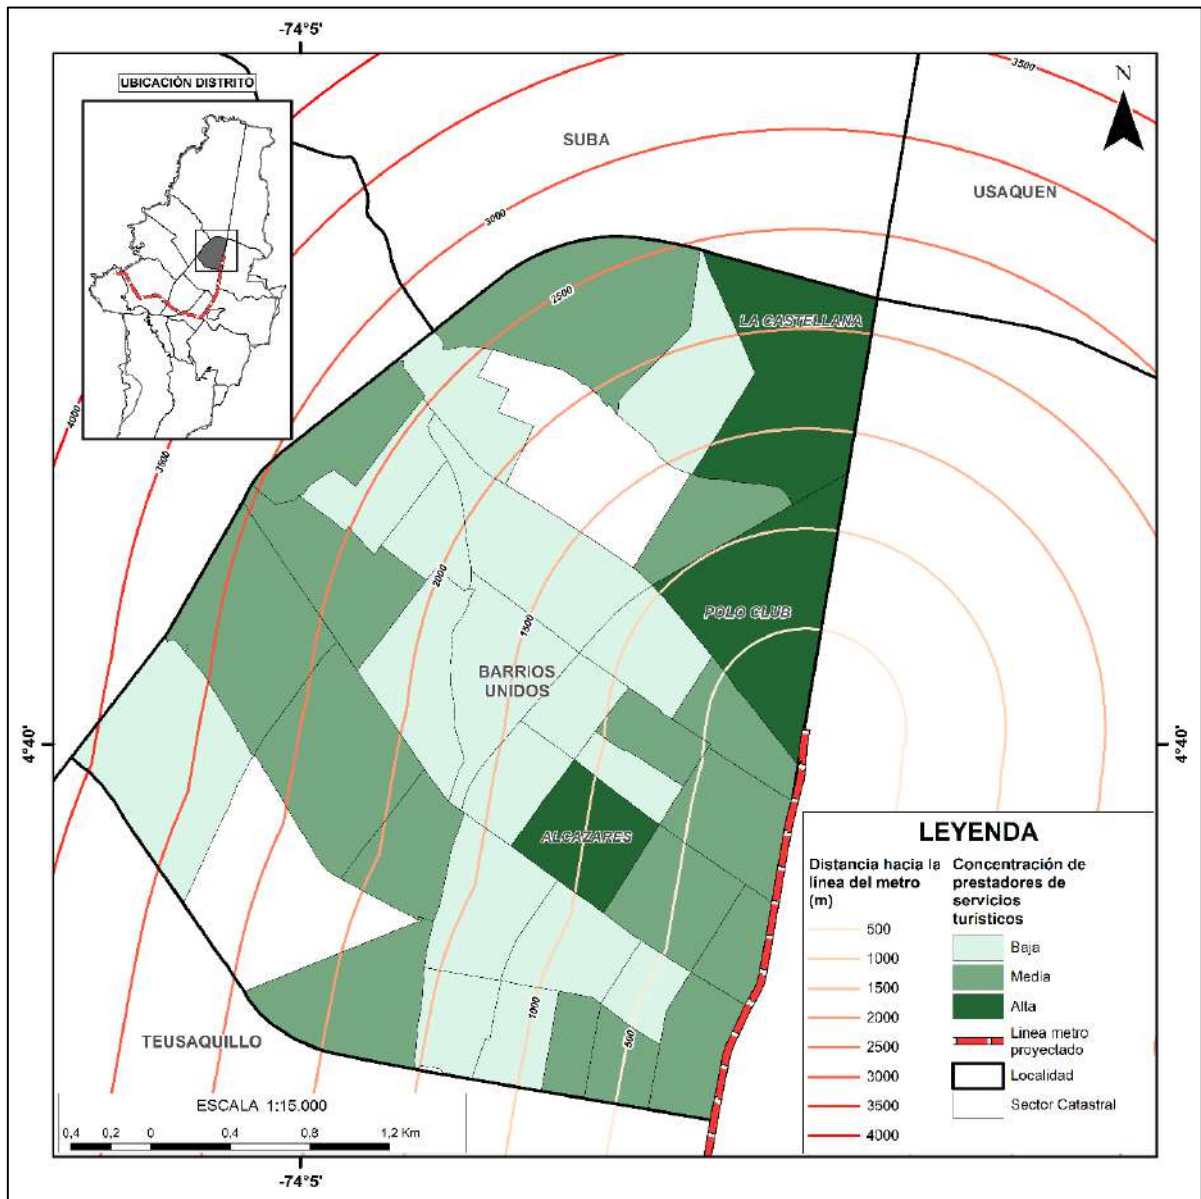 -74°5'
UBICACIÓN DISTRITO
N
3500
SUBA
USAQUEN
3000
2500
LA CASTELLANA
4000
3500
2000
1500
POLO CLUB
BARRIOS
UNIDOS
4°40'
4°40'
ALCAZARES
1000
500
TEUSAQUILLO
LEYENDA
Distancia hacia la
línea del metro
(m)
500
1000
1500
2000
2500
3000
3500
4000
Concentración de
prestadores de
servicios
turísticos
Baja
Media
Alta
Línea metro
proyectado
Localidad
Sector Catastral
ESCALA 1:15.000
0,4 0,2 0 0,4 0,8 1,2 Km
-74°5'